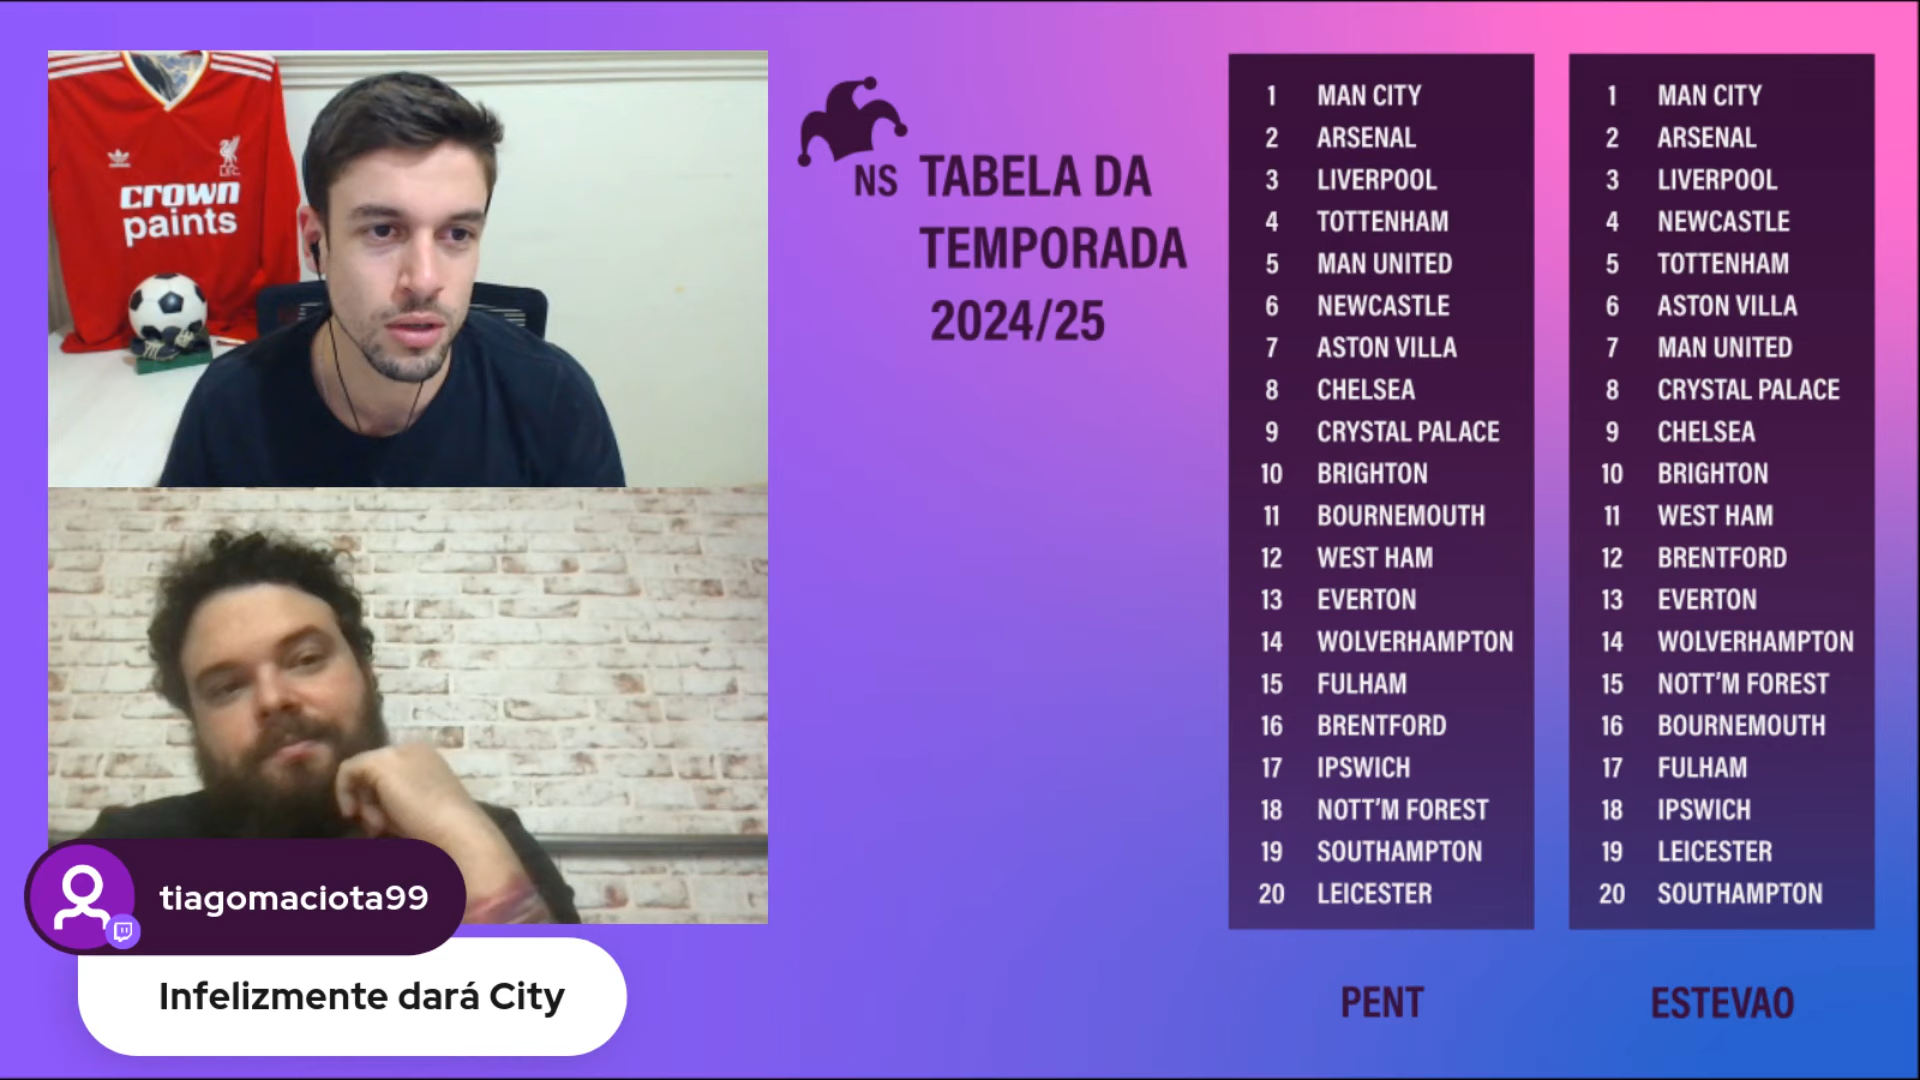 crown
paints
L.F.C.
NS
TABELA DA
TEMPORADA
2024/25
1 MAN CITY
2 ARSENAL
3 LIVERPOOL
4 TOTTENHAM
5 MAN UNITED
6 NEWCASTLE
7 ASTON VILLA
8 CHELSEA
9 CRYSTAL PALACE
10 BRIGHTON
11 BOURNEMOUTH
12 WEST HAM
13 EVERTON
14 WOLVERHAMPTON
15 FULHAM
16 BRENTFORD
17 IPSWICH
18 NOTT'M FOREST
19 SOUTHAMPTON
20 LEICESTER
PENT
1 MAN CITY
2 ARSENAL
3 LIVERPOOL
4 NEWCASTLE
5 TOTTENHAM
6 ASTON VILLA
7 MAN UNITED
8 CRYSTAL PALACE
9 CHELSEA
10 BRIGHTON
11 WEST HAM
12 BRENTFORD
13 EVERTON
14 WOLVERHAMPTON
15 NOTT'M FOREST
16 BOURNEMOUTH
17 FULHAM
18 IPSWICH
19 LEICESTER
20 SOUTHAMPTON
ESTEVAO
tiagomaciota99
Infelizmente dará City